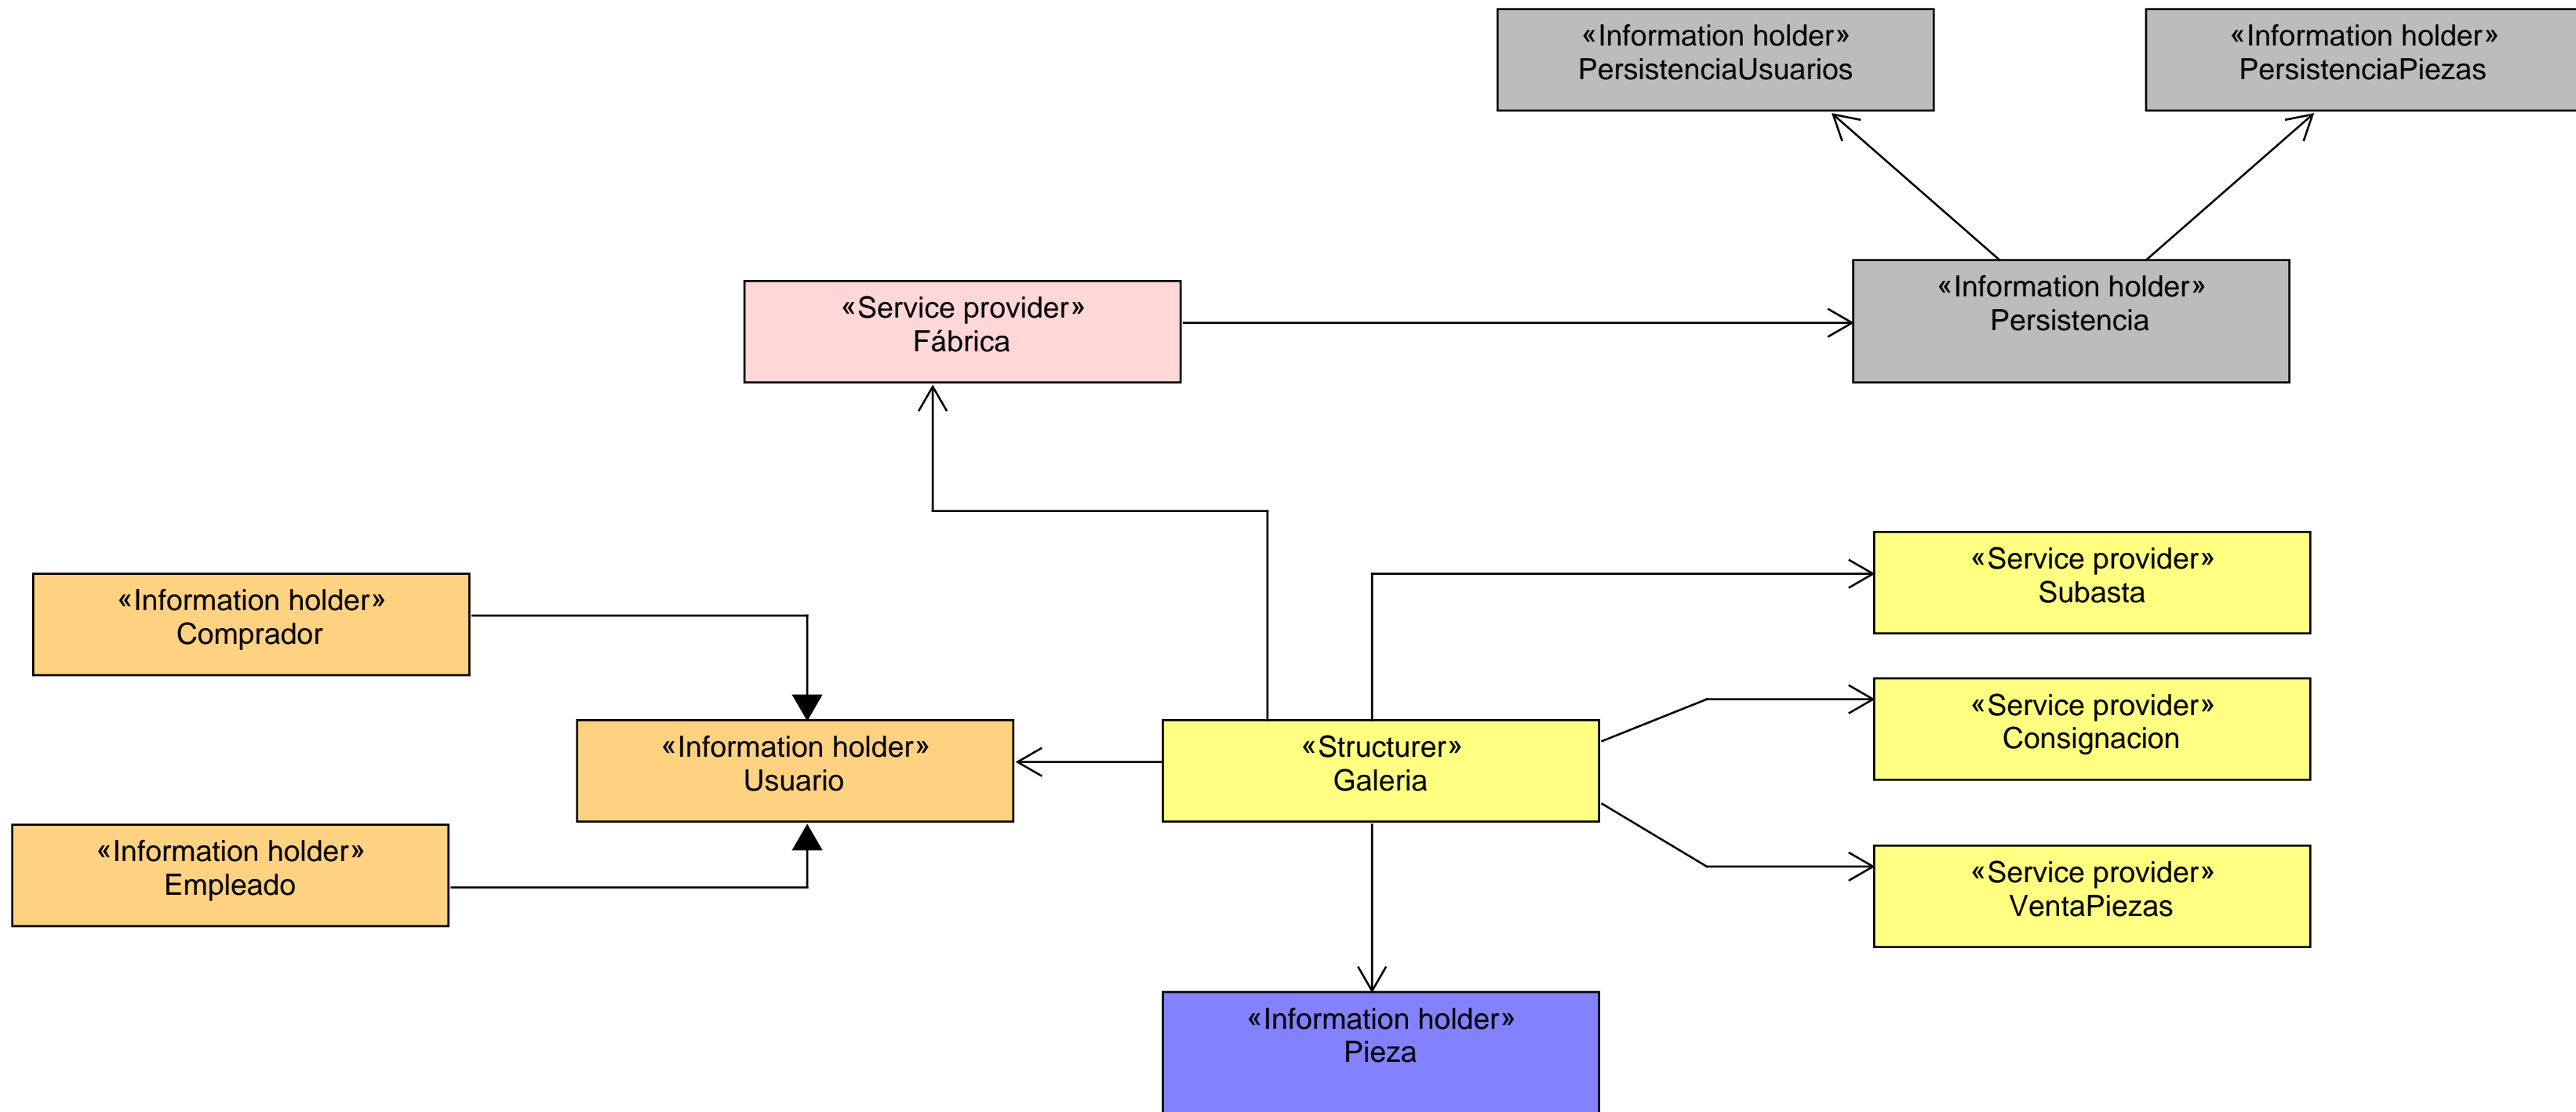 «Information holder»
PersistenciaUsuarios
«Information holder»
PersistenciaPiezas
«Service provider»
Fábrica
«Information holder»
Persistencia
«Service provider»
Subasta
«Information holder»
Comprador
«Service provider»
Consignacion
«Information holder»
Usuario
«Structurer»
Galeria
«Information holder»
Empleado
«Service provider»
VentaPiezas
«Information holder»
Pieza